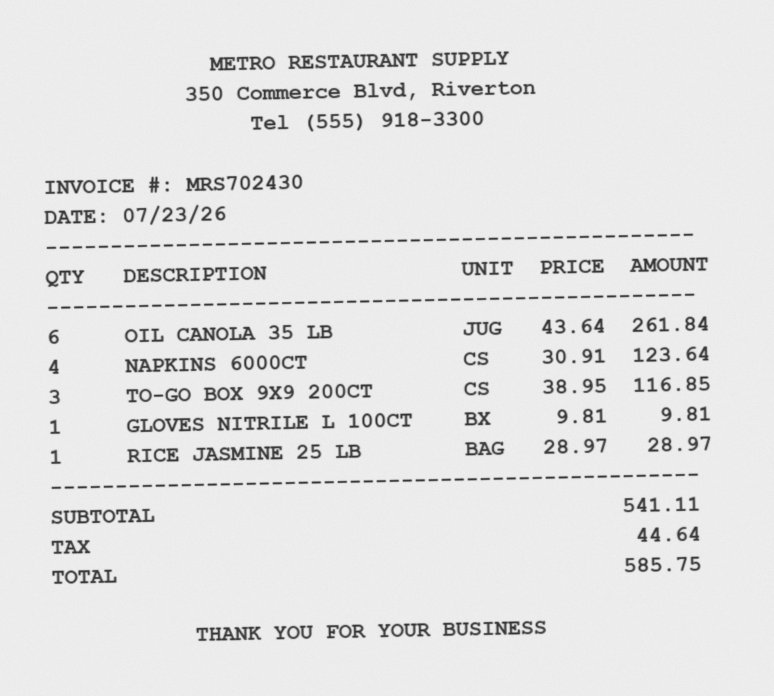 METRO RESTAURANT SUPPLY
350 Commerce Blvd, Riverton
Tel (555) 918-3300
INVOICE #: MRS702430
DATE: 07/23/26
--------------------------------------------------
QTY DESCRIPTION UNIT PRICE AMOUNT
--------------------------------------------------
6 OIL CANOLA 35 LB JUG 43.64 261.84
4 NAPKINS 6000CT CS 30.91 123.64
3 TO-GO BOX 9X9 200CT CS 38.95 116.85
1 GLOVES NITRILE L 100CT BX 9.81 9.81
1 RICE JASMINE 25 LB BAG 28.97 28.97
--------------------------------------------------
SUBTOTAL 541.11
TAX 44.64
TOTAL 585.75
THANK YOU FOR YOUR BUSINESS